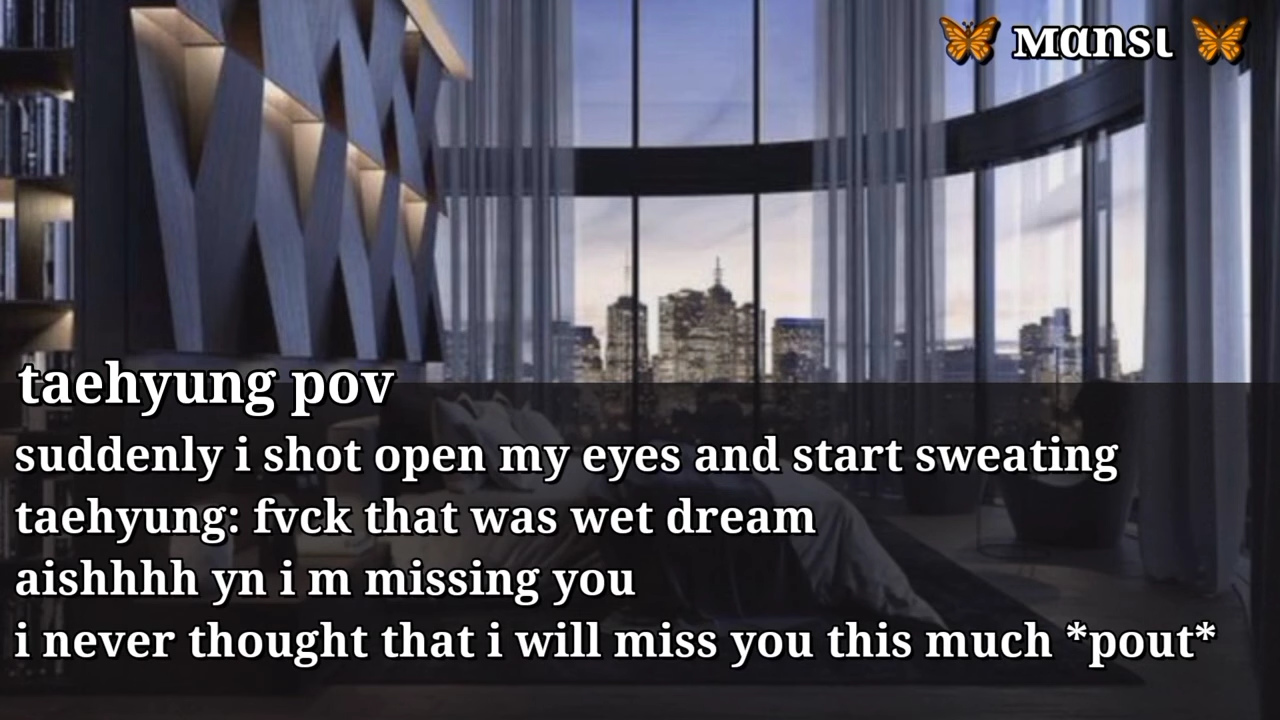 🦋 мαnѕι 🦋
taehyung pov
suddenly i shot open my eyes and start sweating
taehyung: fvck that was wet dream
aishhhh yn i m missing you
i never thought that i will miss you this much *pout*